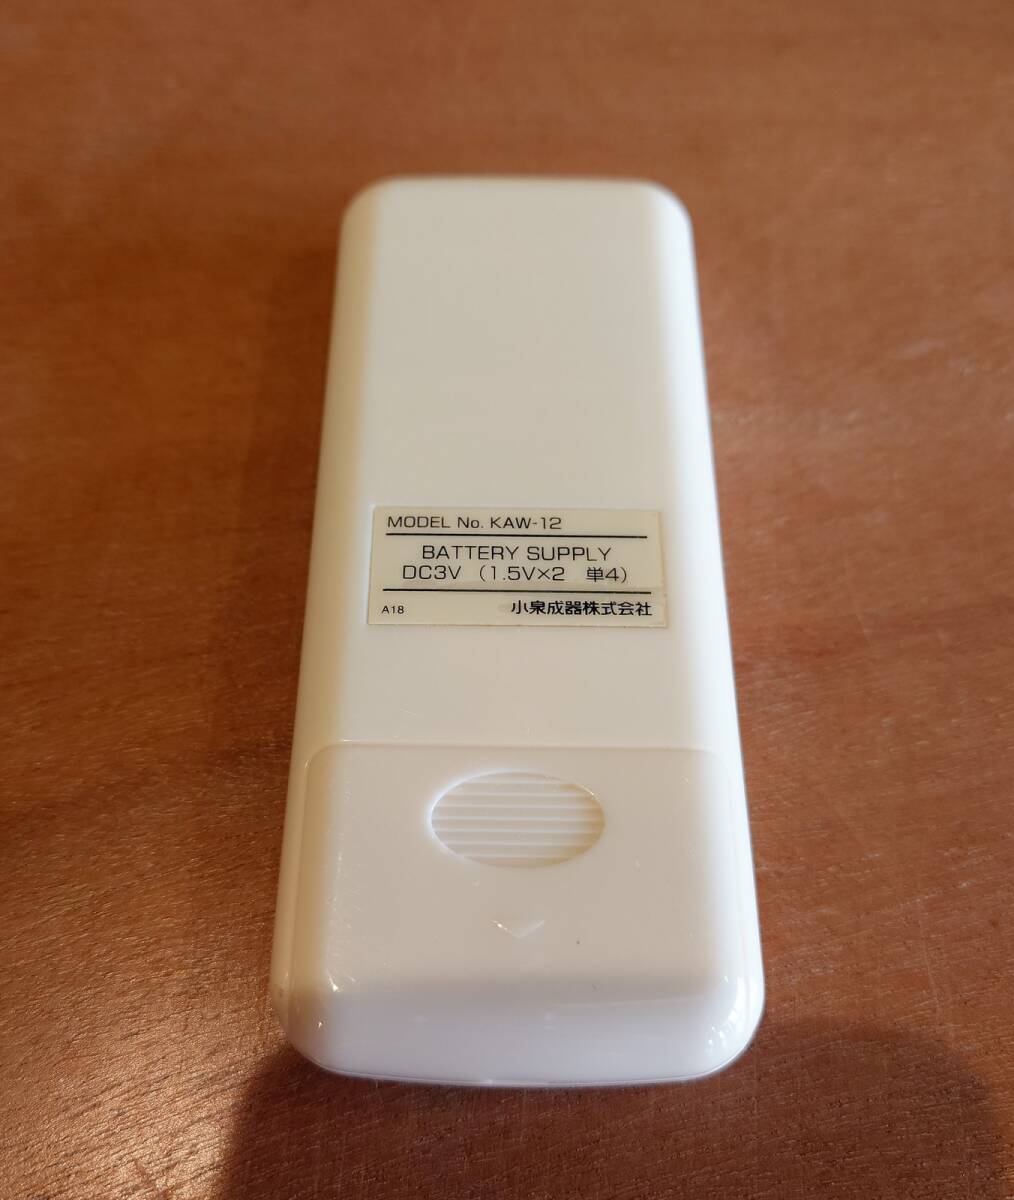 MODEL No. KAW-12
BATTERY SUPPLY
DC3V （1.5V×2　単4）
A18 小泉成器株式会社